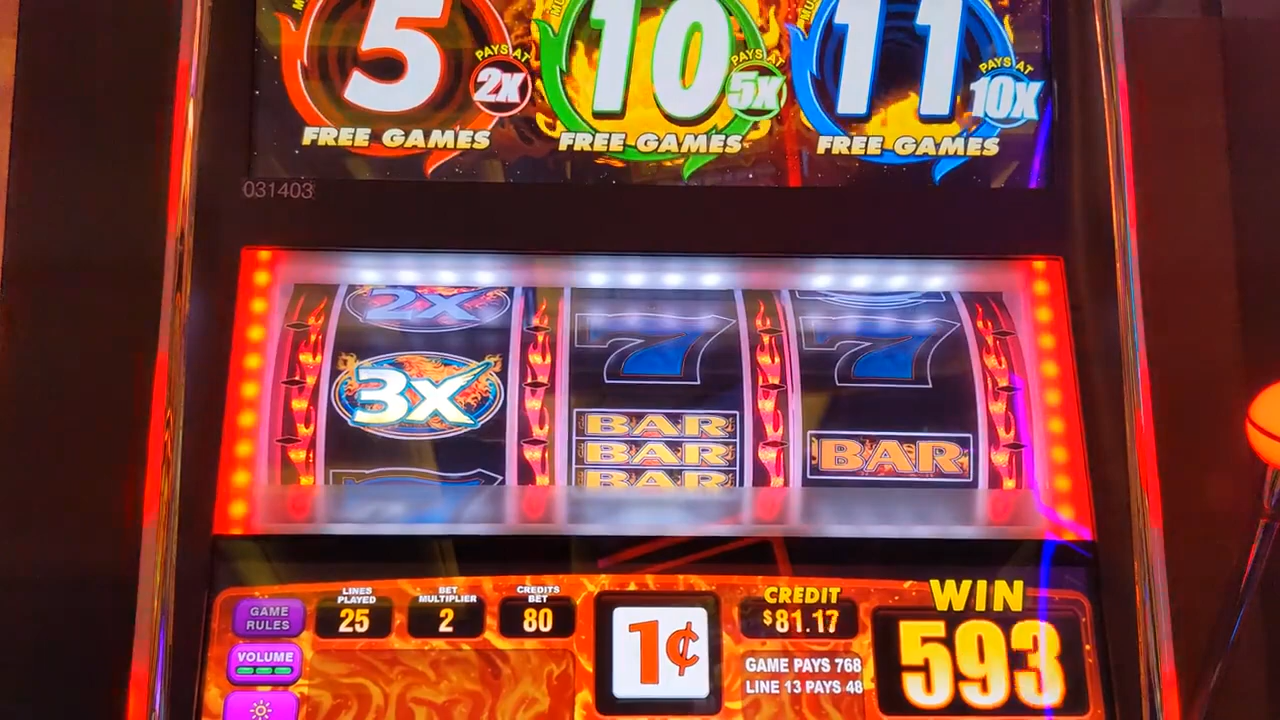 5
PAYS AT
2X
FREE GAMES
10
PAYS AT
5X
FREE GAMES
11
PAYS AT
10X
FREE GAMES
031403
2X
3X
7
BAR
BAR
BAR
7
BAR
GAME
RULES
VOLUME
LINES
PLAYED
25
BET
MULTIPLIER
2
CREDITS
BET
80
1¢
CREDIT
$81.17
GAME PAYS 768
LINE 13 PAYS 48
WIN
593